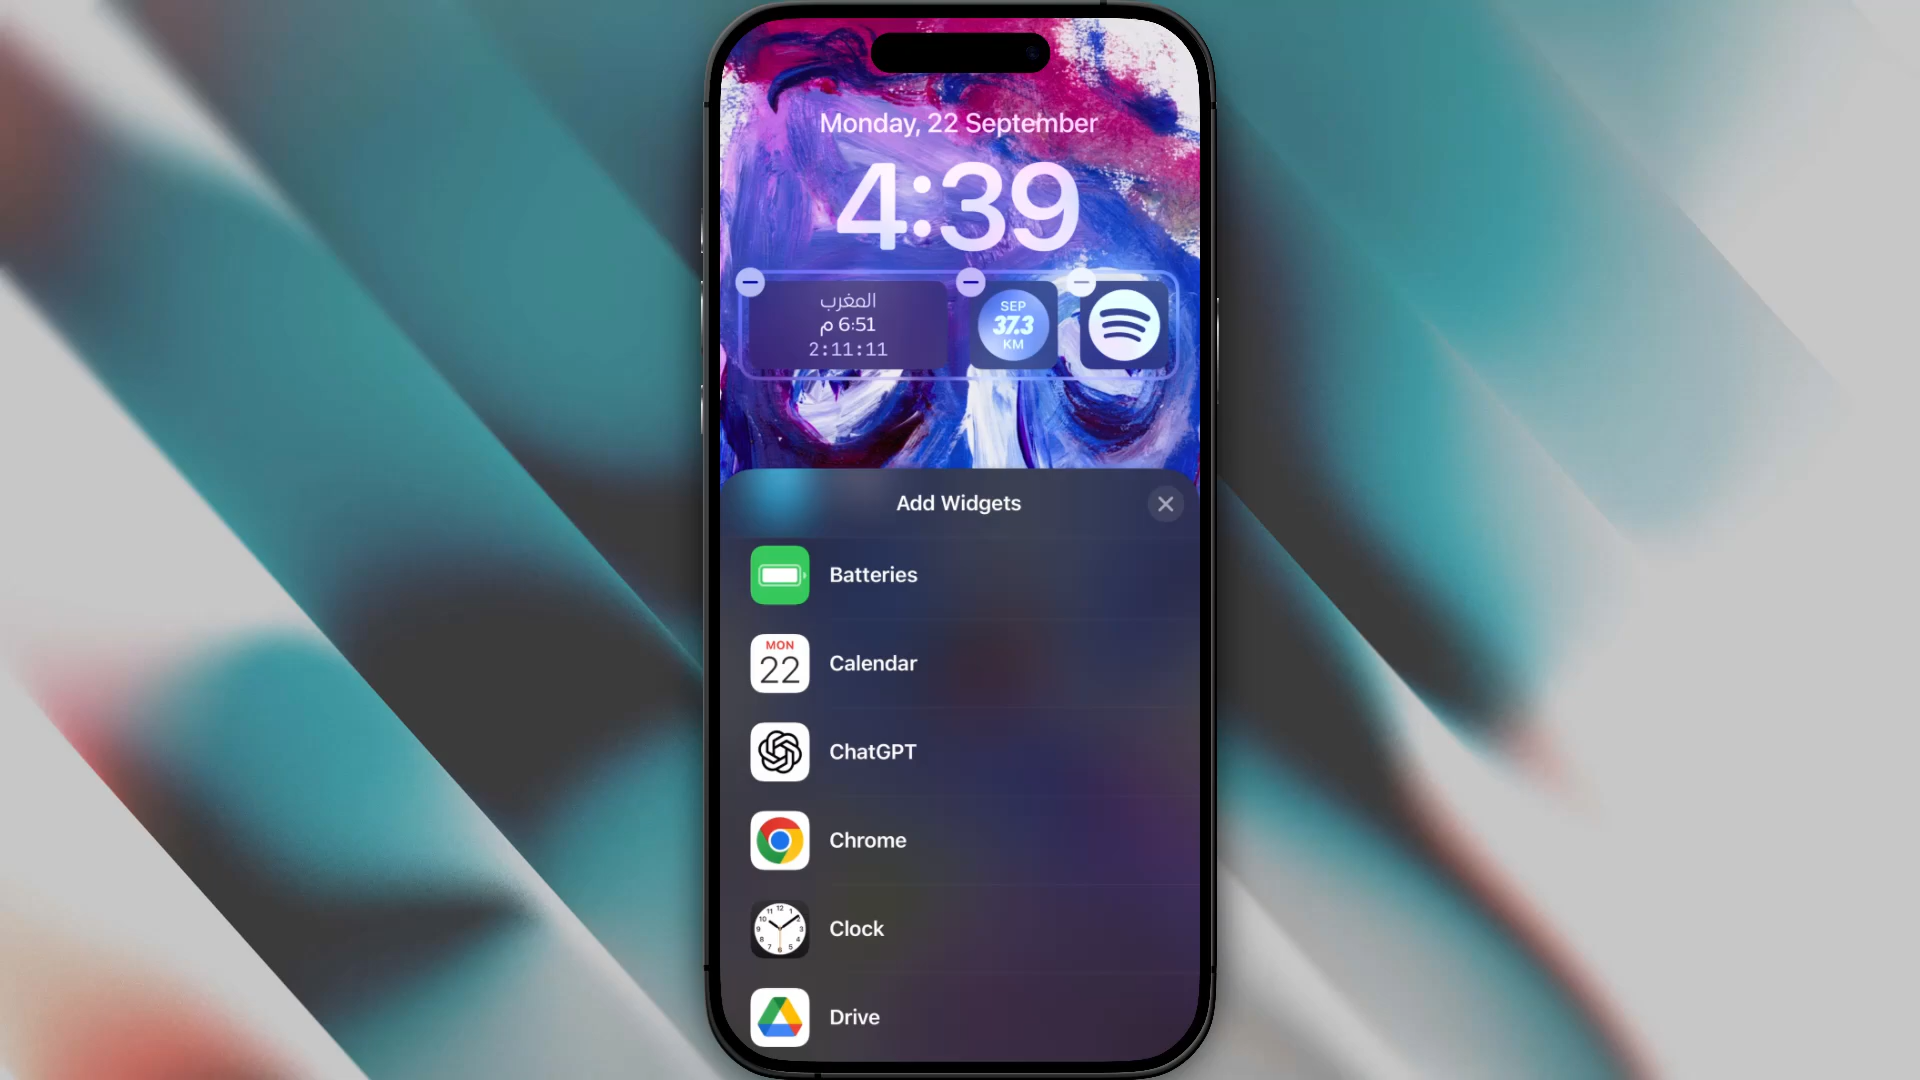 Monday, 22 September
4:39
المغرب
6:51 م
2:11:11
SEP
37.3
KM
Add Widgets
Batteries
MON
22
Calendar
ChatGPT
Chrome
Clock
Drive